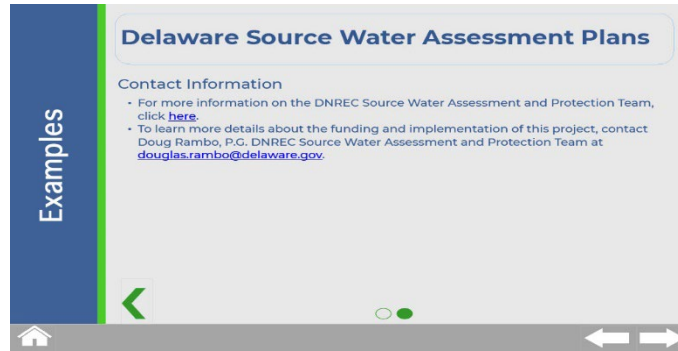 Delaware Source Water Assessment Plans
Examples
Contact Information
• For more information on the DNREC Source Water Assessment and Protection Team,
click here.
• To learn more details about the funding and implementation of this project, contact
Doug Rambo, P.G. DNREC Source Water Assessment and Protection Team at
douglas.rambo@delaware.gov.